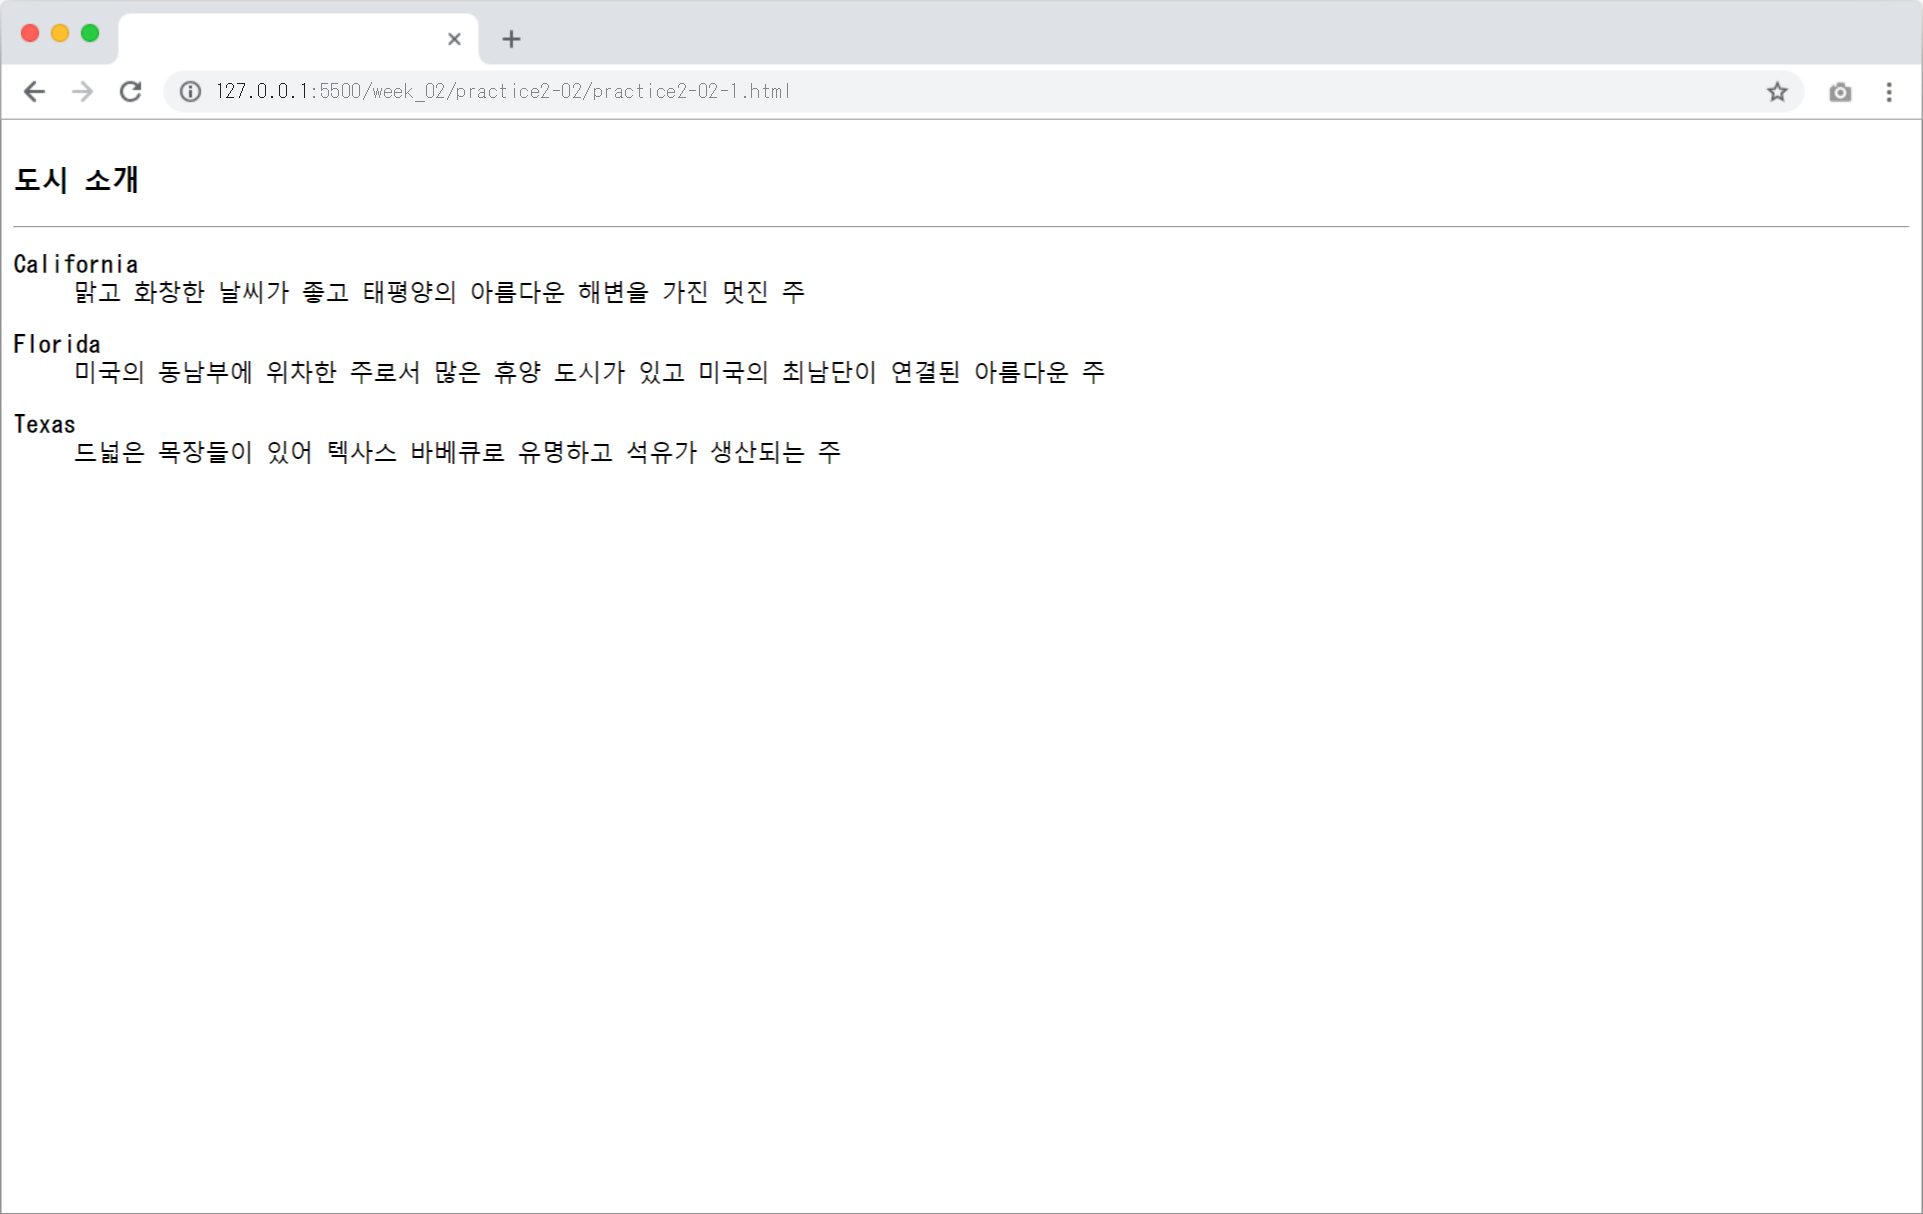 127.0.0.1:5500/week_02/practice2-02/practice2-02-1.html
도시 소개
California
맑고 화창한 날씨가 좋고 태평양의 아름다운 해변을 가진 멋진 주
Florida
미국의 동남부에 위차한 주로서 많은 휴양 도시가 있고 미국의 최남단이 연결된 아름다운 주
Texas
드넓은 목장들이 있어 텍사스 바베큐로 유명하고 석유가 생산되는 주